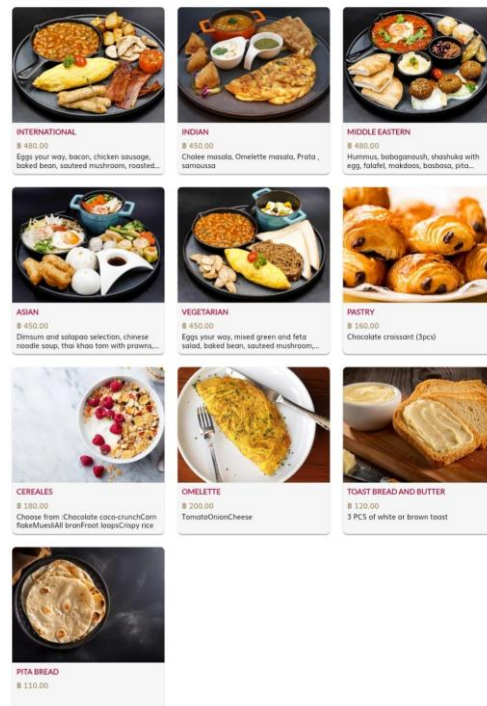 INTERNATIONAL
฿ 480.00
Eggs your way, bacon, chicken sausage,
baked bean, sauteed mushroom, roasted...
INDIAN
฿ 450.00
Cholee masala, Omelette masala, Prata ,
samoussa
MIDDLE EASTERN
฿ 480.00
Hummus, babaganoush, shashuka with
egg, falafel, makdoos, basbosa, pita...
ASIAN
฿ 450.00
Dimsum and salapao selection, chinese
noodle soup, thai khao tom with prawns,...
VEGETARIAN
฿ 450.00
Eggs your way, mixed green and feta
salad, baked bean, sauteed mushroom,...
PASTRY
฿ 160.00
Chocolate croissant (3pcs)
CEREALES
฿ 180.00
Choose from :Chocolate coco-crunchCorn
flakeMuesliAll branFroot loopsCrispy rice
OMELETTE
฿ 200.00
TomatoOnionCheese
TOAST BREAD AND BUTTER
฿ 120.00
3 PCS of white or brown toast
PITA BREAD
฿ 110.00